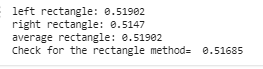 left rectangle: 0.51902
right rectangle: 0.5147
average rectangle: 0.51902
Check for the rectangle method=  0.51685